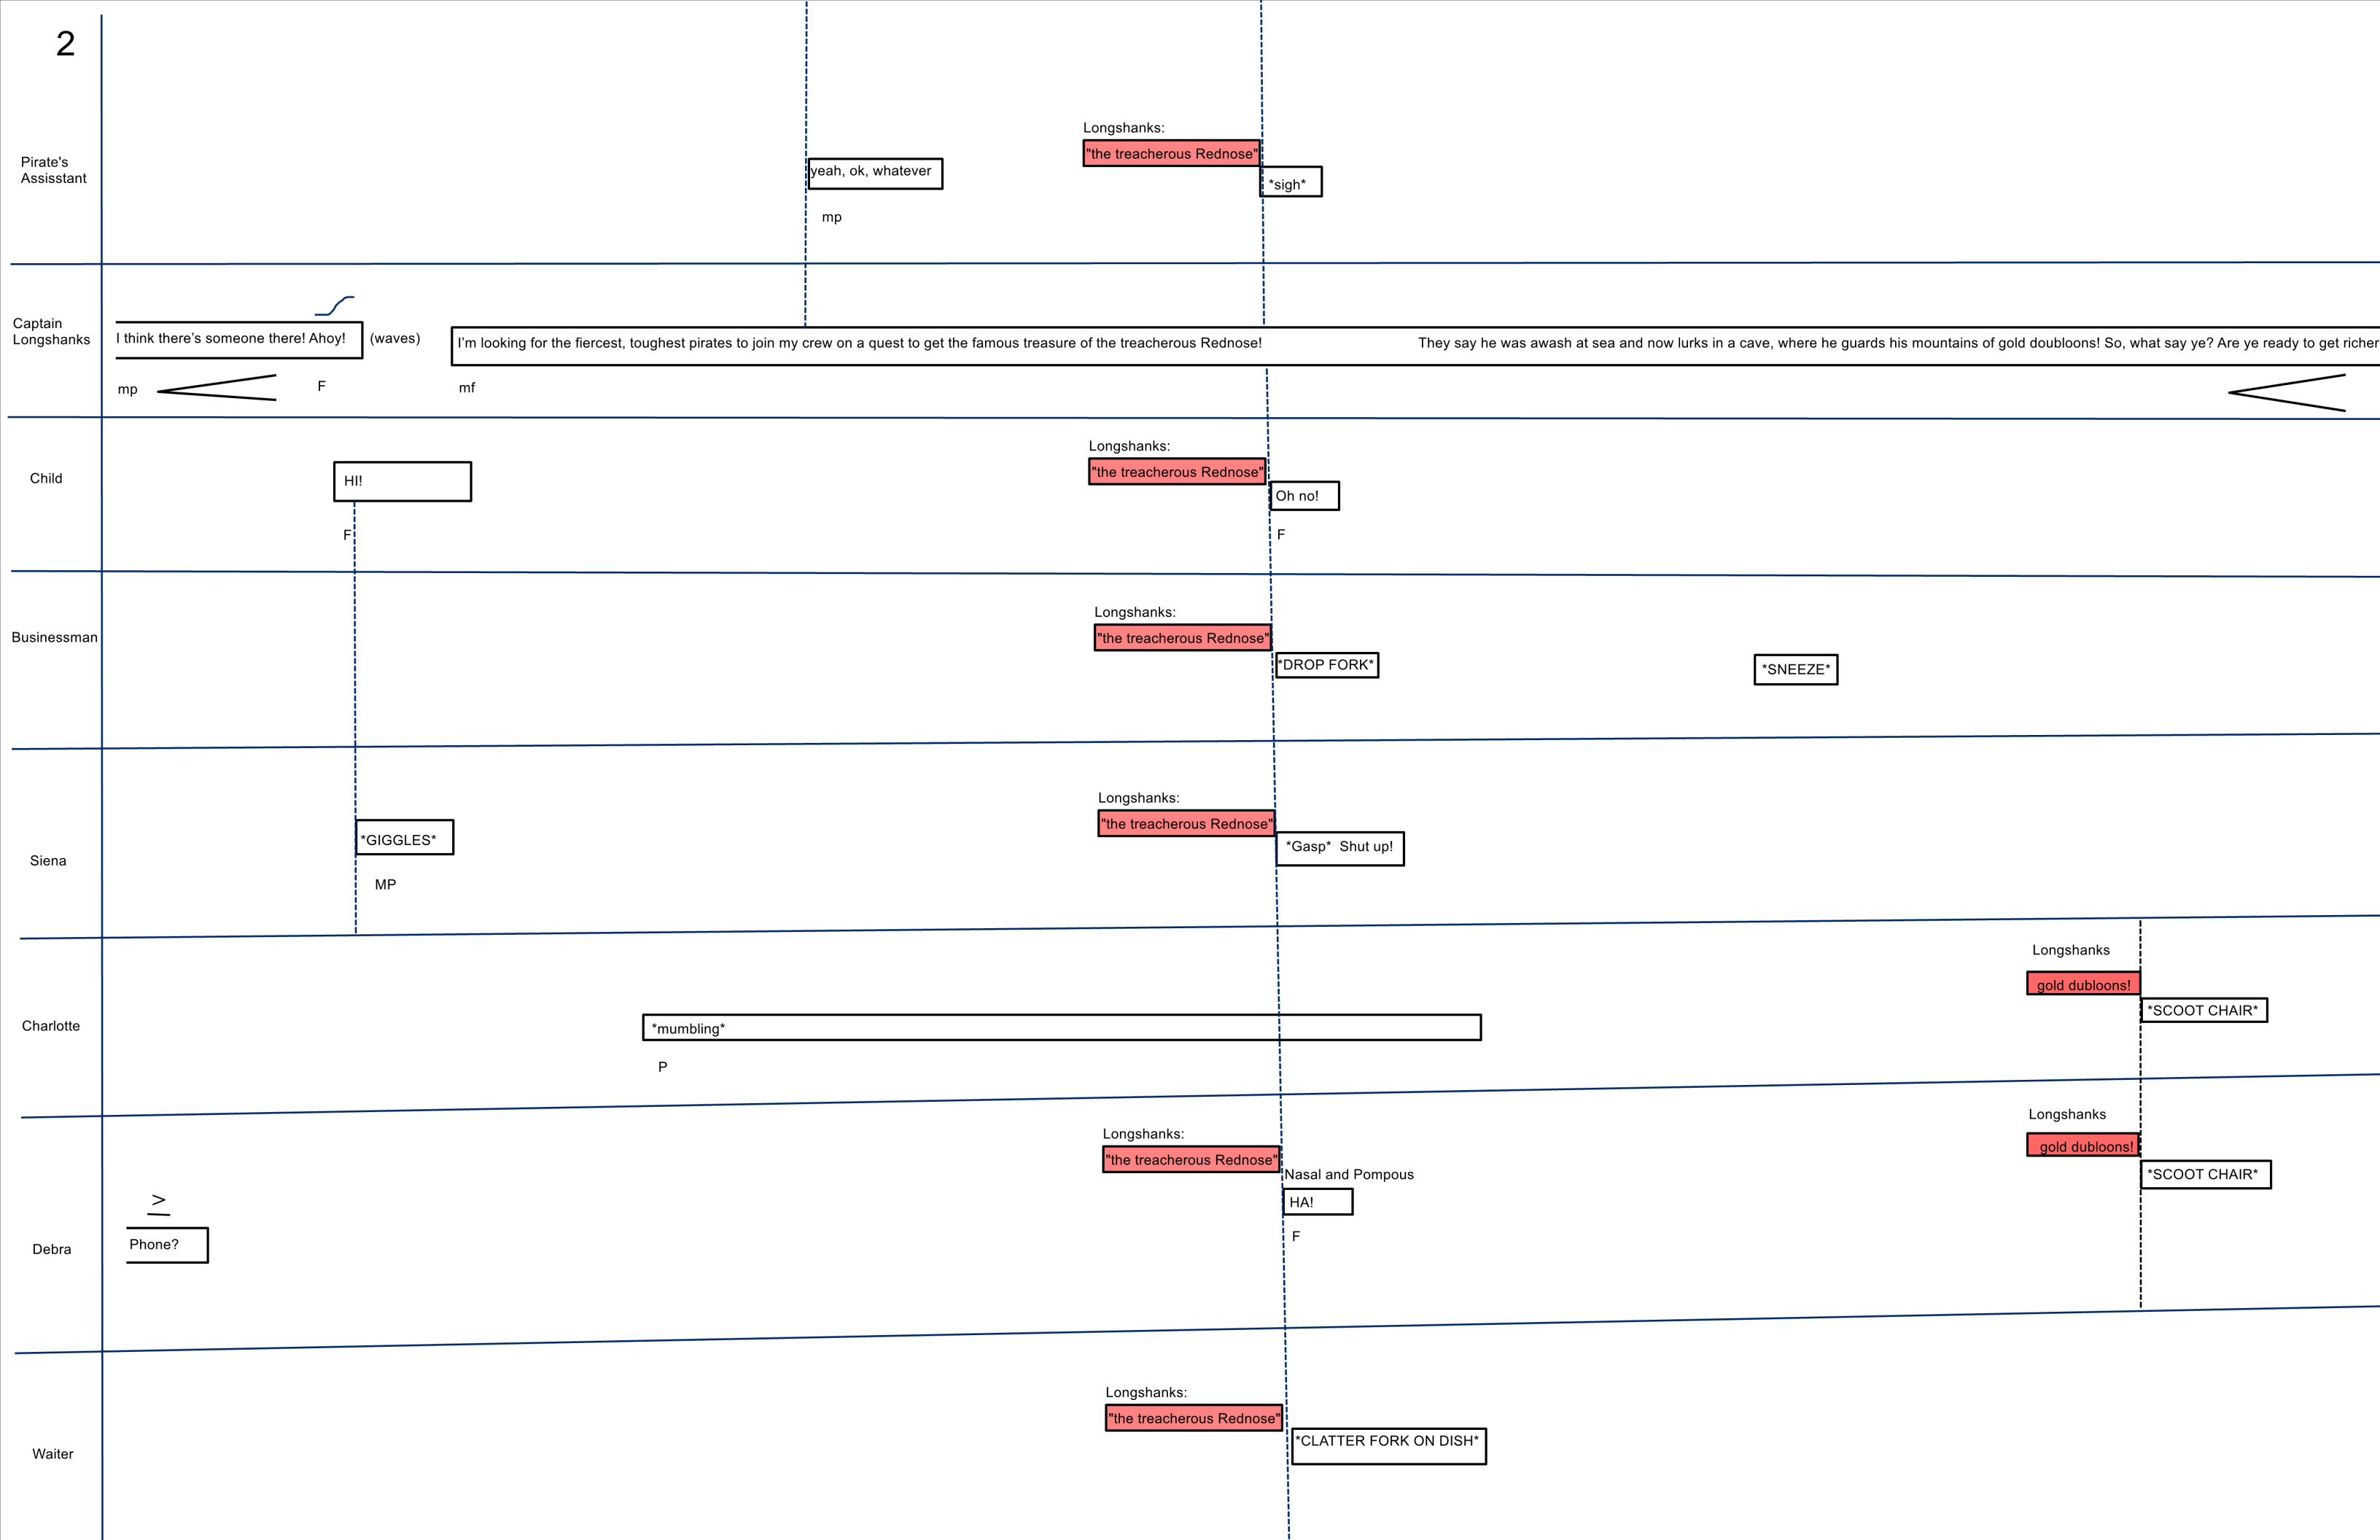 2
Pirate's
Assisstant
yeah, ok, whatever
mp
Longshanks:
"the treacherous Rednose"
*sigh*
Captain
Longshanks
I think there's someone there! Ahoy!
(waves)
mp
F
I'm looking for the fiercest, toughest pirates to join my crew on a quest to get the famous treasure of the treacherous Rednose!
They say he was awash at sea and now lurks in a cave, where he guards his mountains of gold doubloons! So, what say ye? Are ye ready to get richer
mf
Child
HI!
F
Longshanks:
"the treacherous Rednose"
Oh no!
F
Businessman
Longshanks:
"the treacherous Rednose"
*DROP FORK*
*SNEEZE*
Siena
*GIGGLES*
MP
Longshanks:
"the treacherous Rednose"
*Gasp* Shut up!
Charlotte
*mumbling*
P
Longshanks
gold dubloons!
*SCOOT CHAIR*
Debra
>
Phone?
Longshanks:
"the treacherous Rednose"
Nasal and Pompous
HA!
F
Longshanks
gold dubloons!
*SCOOT CHAIR*
Waiter
Longshanks:
"the treacherous Rednose"
*CLATTER FORK ON DISH*